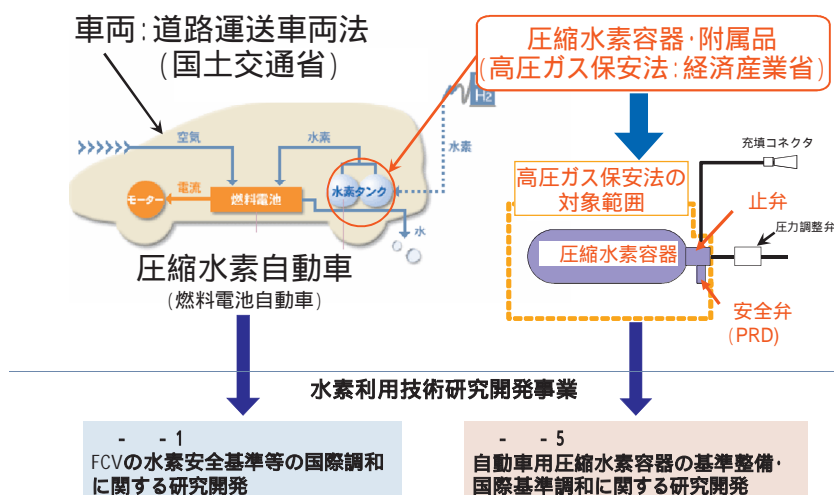 車両:道路運送車両法
(国土交通省)
圧縮水素容器・附属品
(高圧ガス保安法:経済産業省)
H2
空気
水素
水素
充填コネクタ
高圧ガス保安法の
対象範囲
モーター
電流
燃料電池
水素タンク
止弁
圧力調整弁
水
圧縮水素容器
圧縮水素自動車
(燃料電池自動車)
安全弁
(PRD)
水素利用技術研究開発事業
- - 1
FCVの水素安全基準等の国際調和
に関する研究開発
- - 5
自動車用圧縮水素容器の基準整備・
国際基準調和に関する研究開発